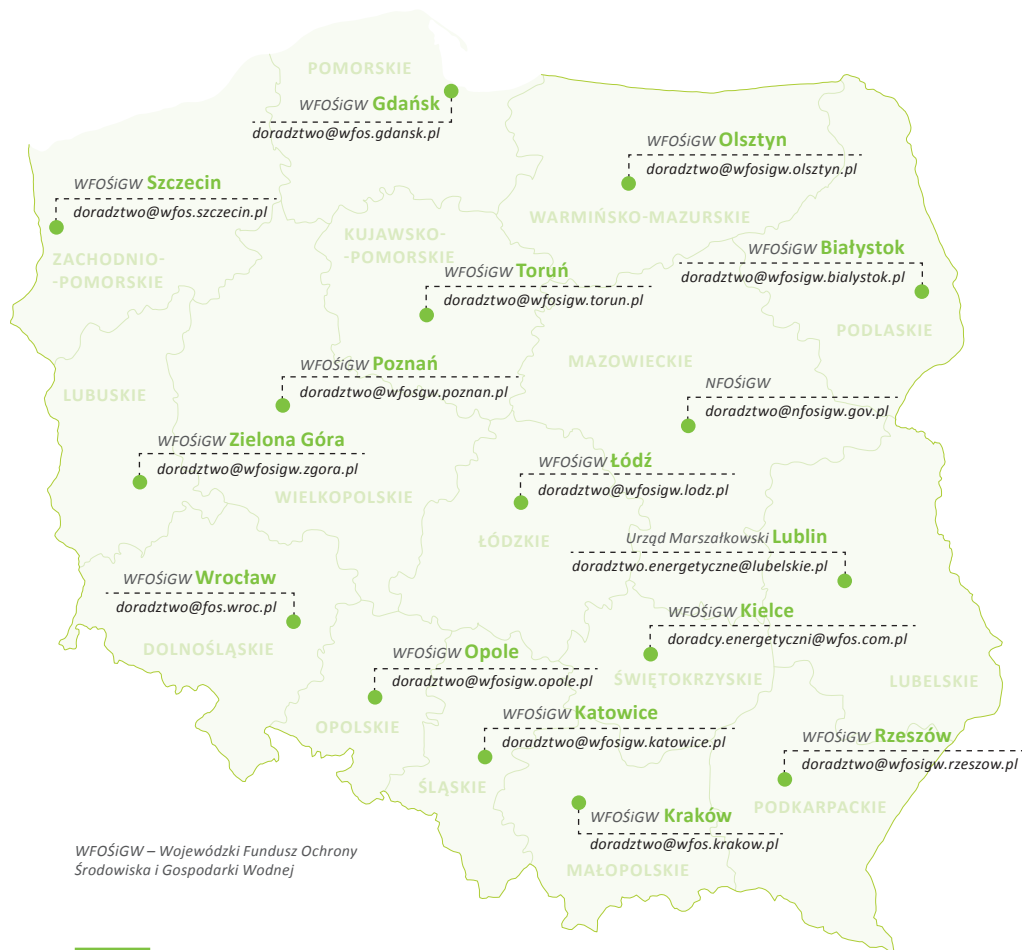 POMORSKIE
WFOŚiGW Gdańsk
doradztwo@wfos.gdansk.pl
WFOŚiGW Olsztyn
doradztwo@wfosigw.olsztyn.pl
WFOŚiGW Szczecin
doradztwo@wfos.szczecin.pl
WARMIŃSKO-MAZURSKIE
KUJAWSKO-
-POMORSKIE
ZACHODNIO-
-POMORSKIE
WFOŚiGW Białystok
doradztwo@wfosigw.bialystok.pl
WFOŚiGW Toruń
doradztwo@wfosigw.torun.pl
PODLASKIE
MAZOWIECKIE
WFOŚiGW Poznań
doradztwo@wfosgw.poznan.pl
LUBUSKIE
NFOŚiGW
doradztwo@nfosigw.gov.pl
WFOŚiGW Zielona Góra
doradztwo@wfosigw.zgora.pl
WFOŚiGW Łódź
doradztwo@wfosigw.lodz.pl
WIELKOPOLSKIE
ŁÓDZKIE
Urząd Marszałkowski Lublin
doradztwo.energetyczne@lubelskie.pl
WFOŚiGW Wrocław
doradztwo@fos.wroc.pl
WFOŚiGW Kielce
doradcy.energetyczni@wfos.com.pl
DOLNOŚLĄSKIE
WFOŚiGW Opole
doradztwo@wfosigw.opole.pl
ŚWIĘTOKRZYSKIE
LUBELSKIE
WFOŚiGW Katowice
doradztwo@wfosigw.katowice.pl
OPOLSKIE
WFOŚiGW Rzeszów
doradztwo@wfosigw.rzeszow.pl
ŚLĄSKIE
PODKARPACKIE
WFOŚiGW Kraków
doradztwo@wfos.krakow.pl
MAŁOPOLSKIE
WFOŚiGW – Wojewódzki Fundusz Ochrony
Środowiska i Gospodarki Wodnej